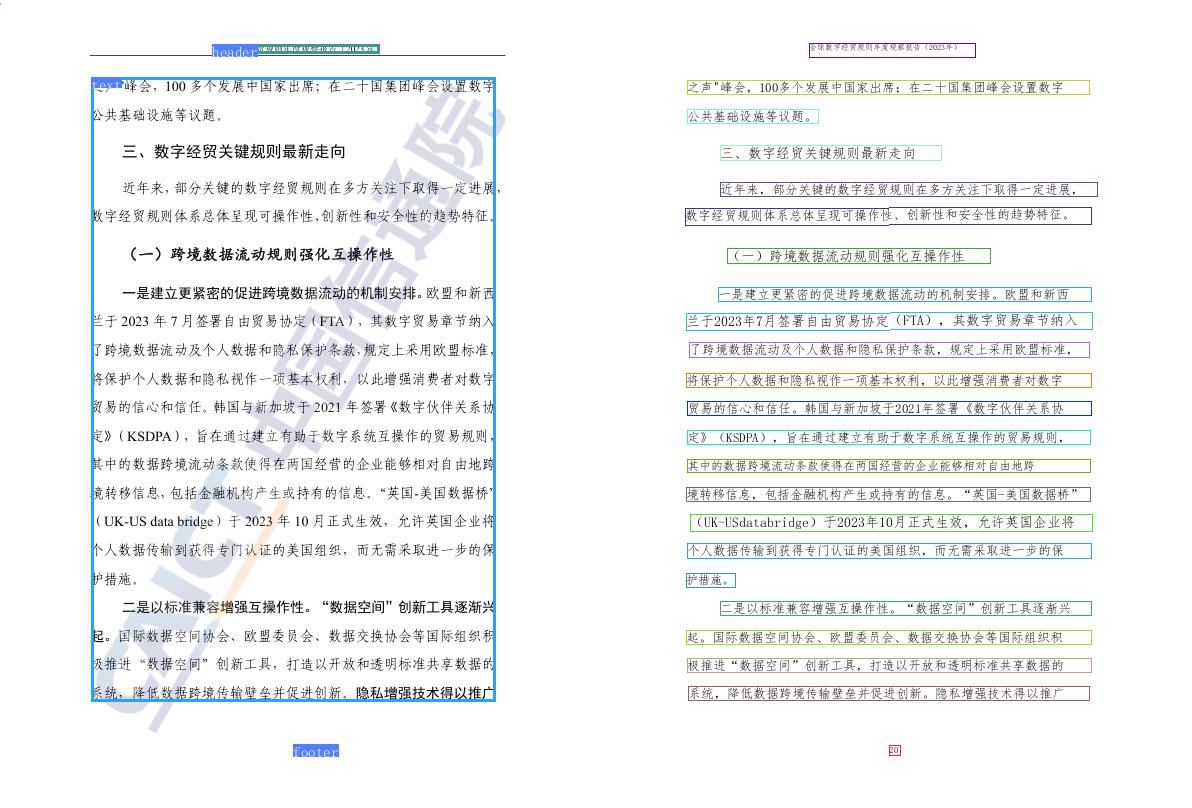 header
text"峰会，100 多个发展中国家出席；在二十国集团峰会设置数字
公共基础设施等议题。
三、数字经贸关键规则最新走向
近年来，部分关键的数字经贸规则在多方关注下取得一定进展，
数字经贸规则体系总体呈现可操作性、创新性和安全性的趋势特征。
（一）跨境数据流动规则强化互操作性
一是建立更紧密的促进跨境数据流动的机制安排。欧盟和新西
兰于 2023 年 7 月签署自由贸易协定（FTA），其数字贸易章节纳入
了跨境数据流动及个人数据和隐私保护条款，规定上采用欧盟标准，
将保护个人数据和隐私视作一项基本权利，以此增强消费者对数字
贸易的信心和信任。韩国与新加坡于 2021 年签署《数字伙伴关系协
定》（KSDPA），旨在通过建立有助于数字系统互操作的贸易规则，
其中的数据跨境流动条款使得在两国经营的企业能够相对自由地跨
境转移信息，包括金融机构产生或持有的信息。“英国-美国数据桥”
（UK-US data bridge）于 2023 年 10 月正式生效，允许英国企业将
个人数据传输到获得专门认证的美国组织，而无需采取进一步的保
护措施。
二是以标准兼容增强互操作性。“数据空间”创新工具逐渐兴
起。国际数据空间协会、欧盟委员会、数据交换协会等国际组织积
极推进“数据空间”创新工具，打造以开放和透明标准共享数据的
系统，降低数据跨境传输壁垒并促进创新。隐私增强技术得以推广
CAICT 中国信通院
footer
全球数字经贸规则年度观察报告（2023年）
之声"峰会，100多个发展中国家出席；在二十国集团峰会设置数字
公共基础设施等议题。
三、数字经贸关键规则最新走向
近年来，部分关键的数字经贸规则在多方关注下取得一定进展，
数字经贸规则体系总体呈现可操作性、创新性和安全性的趋势特征。
（一）跨境数据流动规则强化互操作性
一是建立更紧密的促进跨境数据流动的机制安排。欧盟和新西
兰于2023年7月签署自由贸易协定（FTA），其数字贸易章节纳入
了跨境数据流动及个人数据和隐私保护条款，规定上采用欧盟标准，
将保护个人数据和隐私视作一项基本权利，以此增强消费者对数字
贸易的信心和信任。韩国与新加坡于2021年签署《数字伙伴关系协
定》（KSDPA），旨在通过建立有助于数字系统互操作的贸易规则，
其中的数据跨境流动条款使得在两国经营的企业能够相对自由地跨
境转移信息，包括金融机构产生或持有的信息。“英国-美国数据桥”
（UK-USdatabridge）于2023年10月正式生效，允许英国企业将
个人数据传输到获得专门认证的美国组织，而无需采取进一步的保
护措施。
二是以标准兼容增强互操作性。“数据空间”创新工具逐渐兴
起。国际数据空间协会、欧盟委员会、数据交换协会等国际组织积
极推进“数据空间”创新工具，打造以开放和透明标准共享数据的
系统，降低数据跨境传输壁垒并促进创新。隐私增强技术得以推广
20